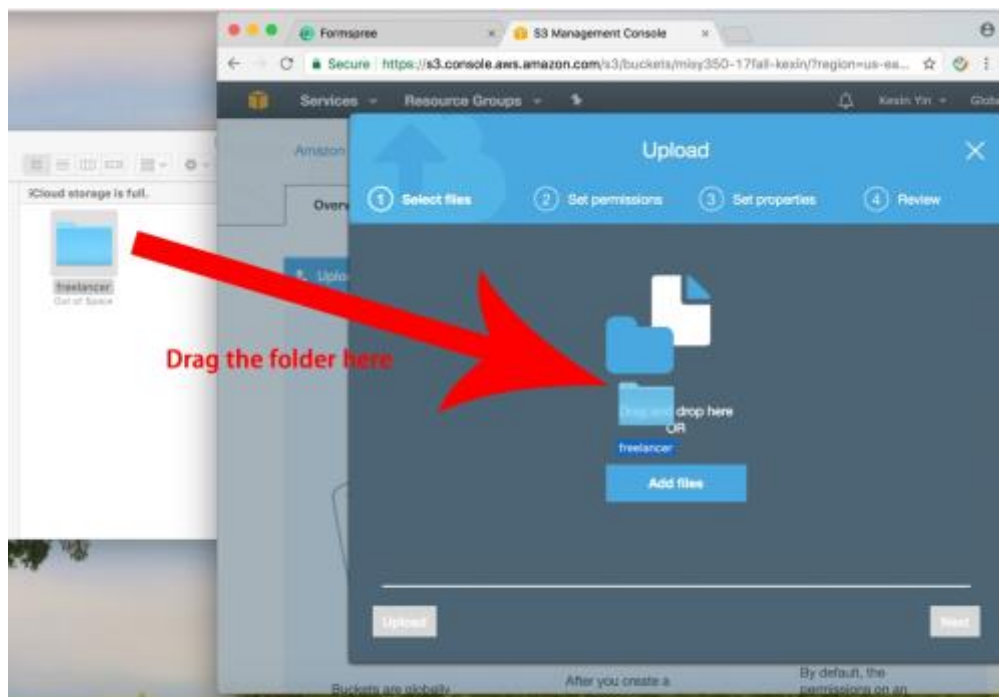 Formspree
S3 Management Console
Secure https://s3.console.aws.amazon.com/s3/buckets/misy350-17fall-kexin/?region=us-ea...
Services
Resource Groups
Kexin Yin
Amazon
Upload
iCloud storage is full.
1 Select files
2 Set permissions
3 Set properties
4 Review
freelancer
Out of Space
Drag the folder here
drop here
OR
freelancer
Add files
Upload
Next
Buckets are globally
After you create a
By default, the
permissions on an